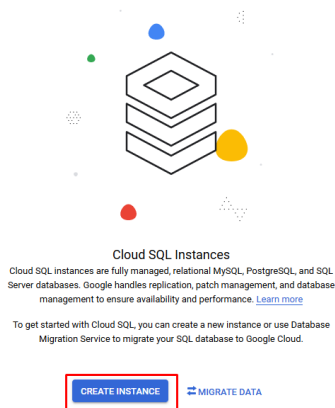 Cloud SQL Instances
Cloud SQL instances are fully managed, relational MySQL, PostgreSQL, and SQL
Server databases. Google handles replication, patch management, and database
management to ensure availability and performance. Learn more
To get started with Cloud SQL, you can create a new instance or use Database
Migration Service to migrate your SQL database to Google Cloud.
CREATE INSTANCE
MIGRATE DATA